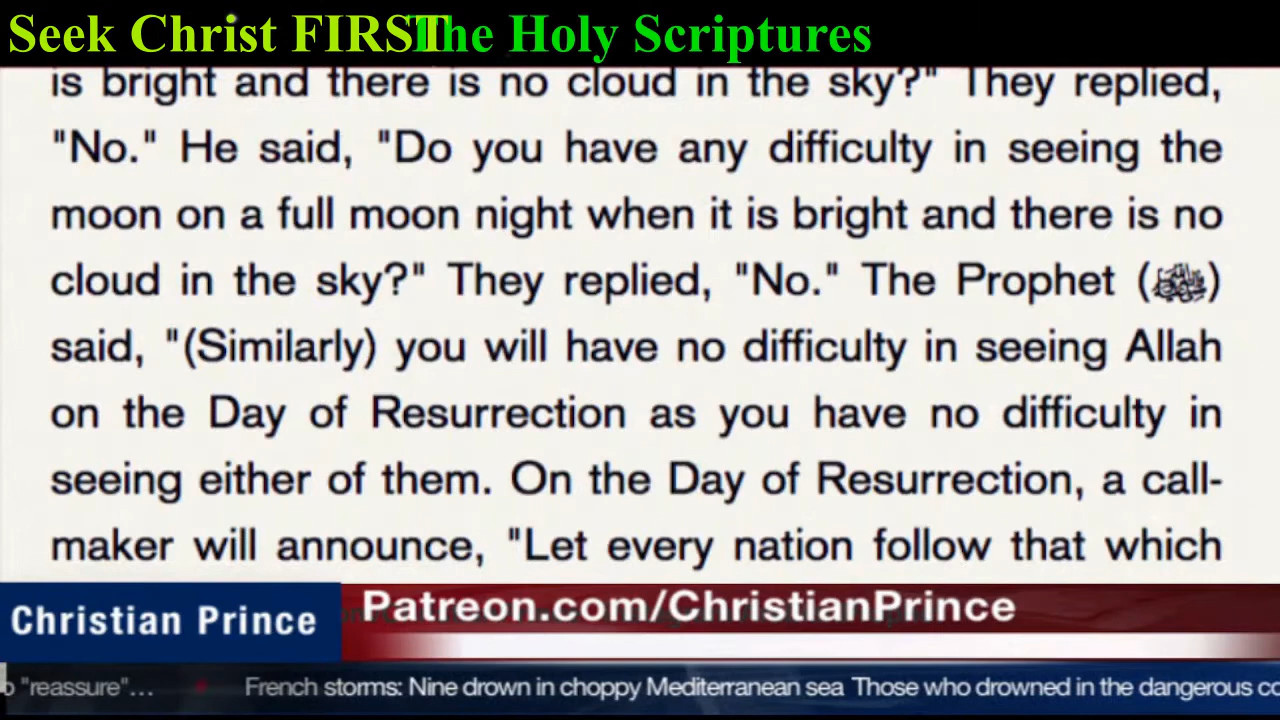 Seek Christ FIRST The Holy Scriptures
is bright and there is no cloud in the sky?" They replied,
"No." He said, "Do you have any difficulty in seeing the
moon on a full moon night when it is bright and there is no
cloud in the sky?" They replied, "No." The Prophet (ﷺ)
said, "(Similarly) you will have no difficulty in seeing Allah
on the Day of Resurrection as you have no difficulty in
seeing either of them. On the Day of Resurrection, a call-
maker will announce, "Let every nation follow that which
Christian Prince
Patreon.com/ChristianPrince
"reassure"... French storms: Nine drown in choppy Mediterranean sea Those who drowned in the dangerous